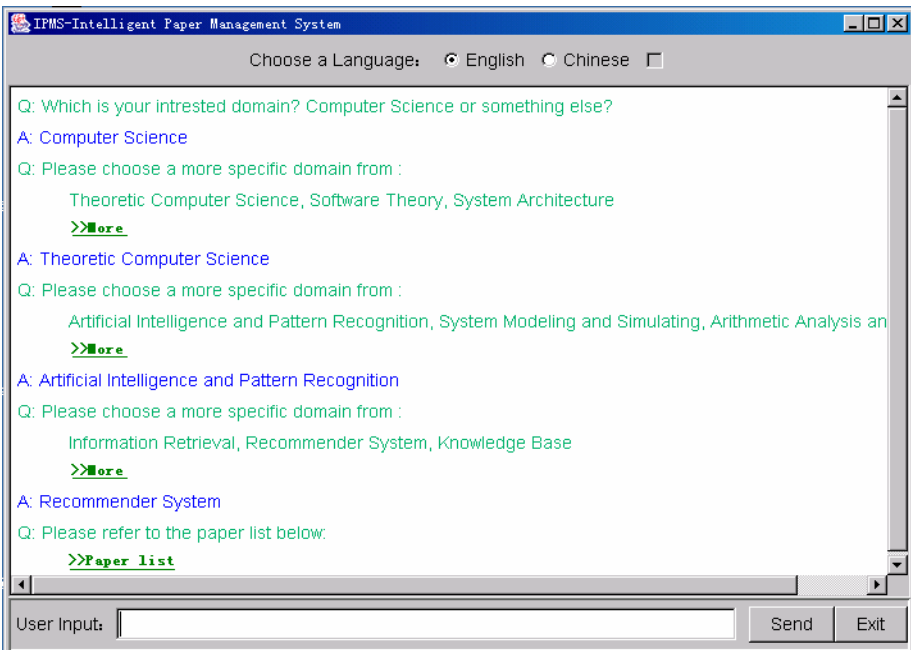 IPMS-Intelligent Paper Management System
Choose a Language: English Chinese
Q: Which is your intrested domain? Computer Science or something else?
A: Computer Science
Q: Please choose a more specific domain from :
Theoretic Computer Science, Software Theory, System Architecture
>>More
A: Theoretic Computer Science
Q: Please choose a more specific domain from :
Artificial Intelligence and Pattern Recognition, System Modeling and Simulating, Arithmetic Analysis an
>>More
A: Artificial Intelligence and Pattern Recognition
Q: Please choose a more specific domain from :
Information Retrieval, Recommender System, Knowledge Base
>>More
A: Recommender System
Q: Please refer to the paper list below:
>>Paper list
User Input: Send Exit